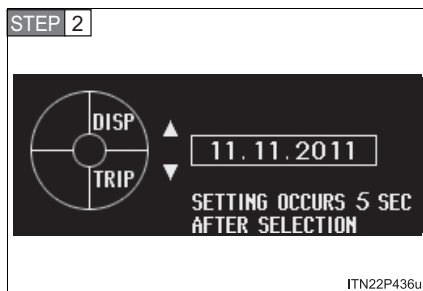 STEP 2
DISP
TRIP
▲
▼
11.11.2011
SETTING OCCURS 5 SEC
AFTER SELECTION
ITN22P436u